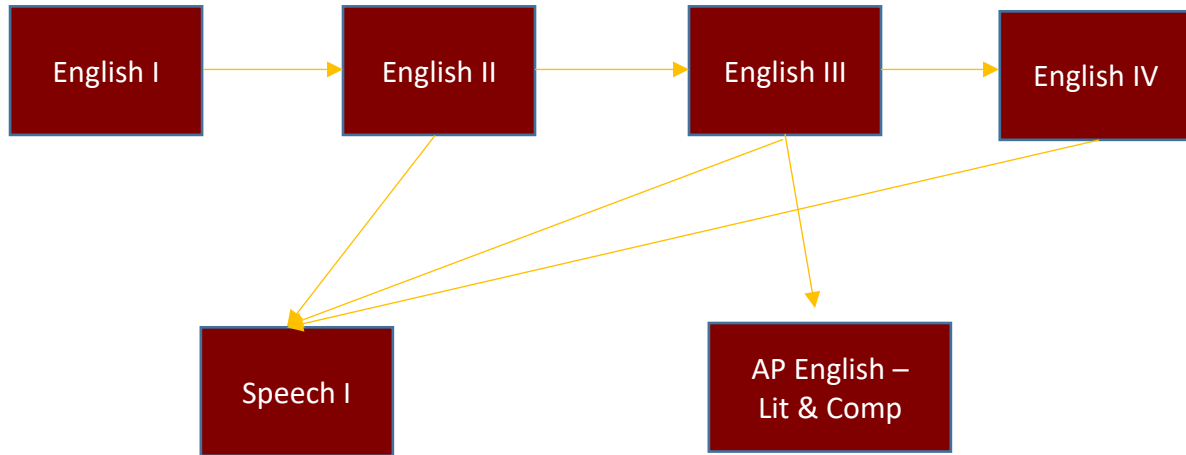 English I
English II
English III
English IV
Speech I
AP English –
Lit & Comp